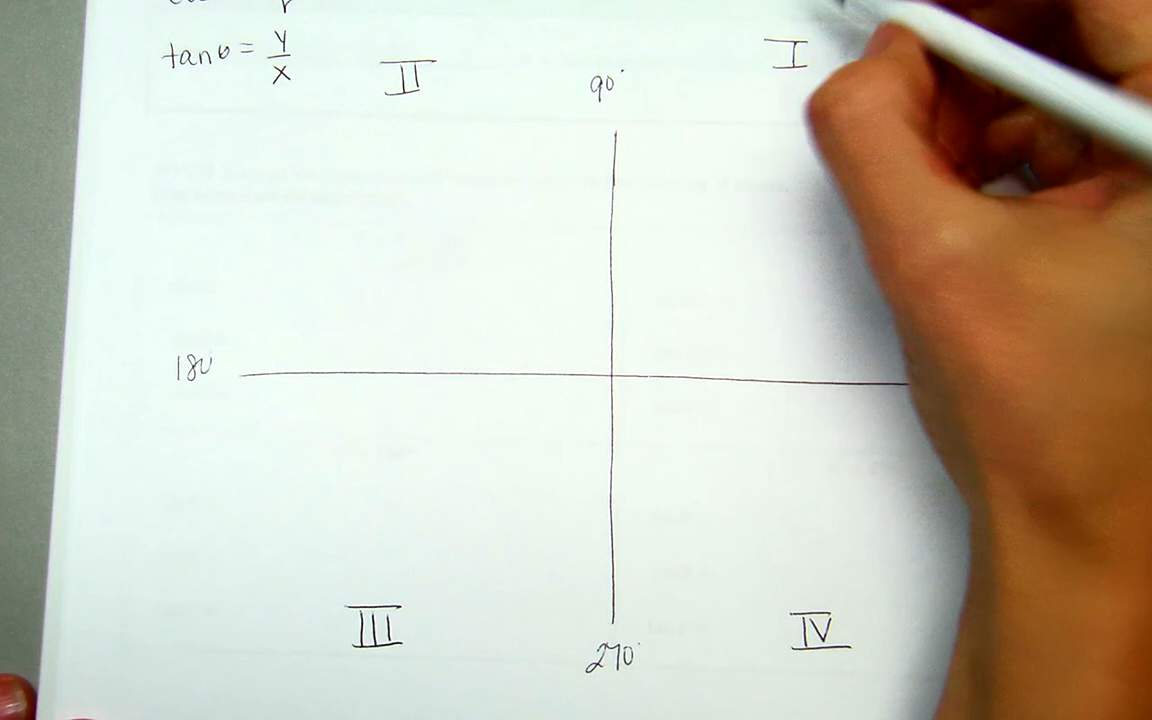 tanθ = y/x
II
I
90°
180
III
IV
270°